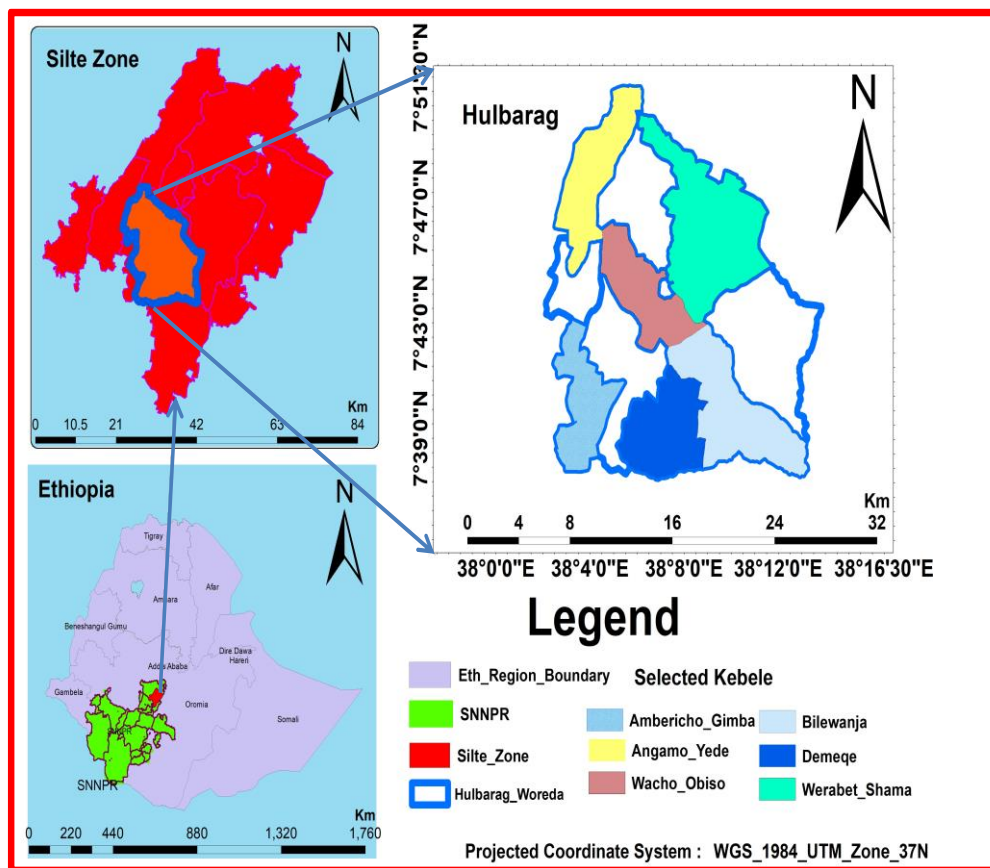 Silte Zone
N
Km
0 10.5 21 42 63 84
Ethiopia
N
Tigray
Afar
Amhara
Beneshangul Gumu
Dire Dawa
Hareri
Addis Ababa
Gambela
Oromia
Somali
SNNPR
Km
0 220 440 880 1,320 1,760
Hulbarag
N
7°51'30"N
7°47'0"N
7°43'0"N
7°39'0"N
Km
0 4 8 16 24 32
38°0'0"E 38°4'0"E 38°8'0"E 38°12'0"E 38°16'30"E
Legend
Eth_Region_Boundary
SNNPR
Silte_Zone
Hulbarag_Woreda
Selected Kebele
Ambericho_Gimba
Angamo_Yede
Wacho_Obiso
Bilewanja
Demeqe
Werabet_Shama
Projected Coordinate System : WGS_1984_UTM_Zone_37N